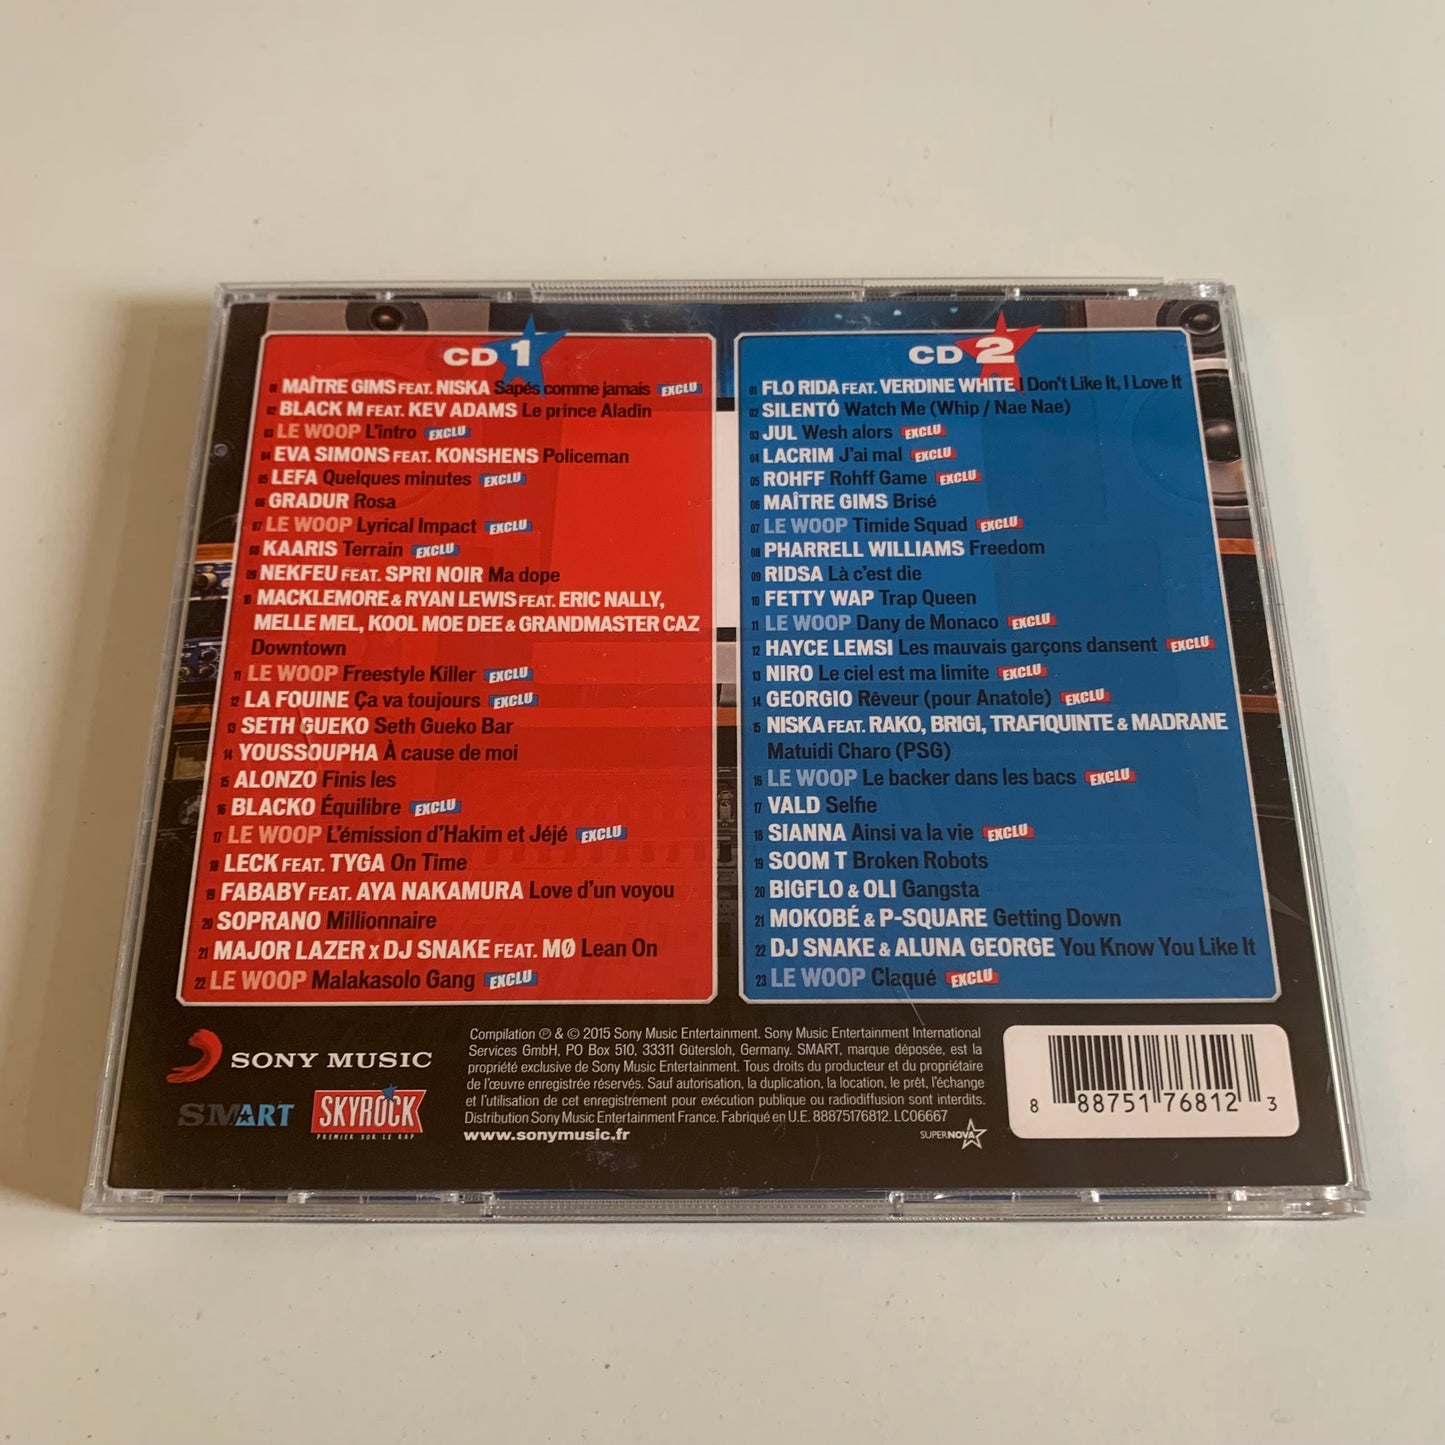 CD 1
01 MAÎTRE GIMS FEAT. NISKA Sapés comme jamais EXCLU
02 BLACK M FEAT. KEV ADAMS Le prince Aladin
03 LE WOOP L'intro EXCLU
04 EVA SIMONS FEAT. KONSHENS Policeman
05 LEFA Quelques minutes EXCLU
06 GRADUR Rosa
07 LE WOOP Lyrical Impact EXCLU
08 KAARIS Terrain EXCLU
09 NEKFEU FEAT. SPRI NOIR Ma dope
10 MACKLEMORE & RYAN LEWIS FEAT. ERIC NALLY,
MELLE MEL, KOOL MOE DEE & GRANDMASTER CAZ
Downtown
11 LE WOOP Freestyle Killer EXCLU
12 LA FOUINE Ça va toujours EXCLU
13 SETH GUEKO Seth Gueko Bar
14 YOUSSOUPHA À cause de moi
15 ALONZO Finis les
16 BLACKO Équilibre EXCLU
17 LE WOOP L'émission d'Hakim et Jéjé EXCLU
18 LECK FEAT. TYGA On Time
19 FABABY FEAT. AYA NAKAMURA Love d'un voyou
20 SOPRANO Millionnaire
21 MAJOR LAZER X DJ SNAKE FEAT. MØ Lean On
22 LE WOOP Malakasolo Gang EXCLU
CD 2
01 FLO RIDA FEAT. VERDINE WHITE I Don't Like It, I Love It
02 SILENTÓ Watch Me (Whip / Nae Nae)
03 JUL Wesh alors EXCLU
04 LACRIM J'ai mal EXCLU
05 ROHFF Rohff Game EXCLU
06 MAÎTRE GIMS Brisé
07 LE WOOP Timide Squad EXCLU
08 PHARRELL WILLIAMS Freedom
09 RIDSA Là c'est die
10 FETTY WAP Trap Queen
11 LE WOOP Dany de Monaco EXCLU
12 HAYCE LEMSI Les mauvais garçons dansent EXCLU
13 NIRO Le ciel est ma limite EXCLU
14 GEORGIO Rêveur (pour Anatole) EXCLU
15 NISKA FEAT. RAKO, BRIGI, TRAFIQUINTE & MADRANE
Matuidi Charo (PSG)
16 LE WOOP Le backer dans les bacs EXCLU
17 VALD Selfie
18 SIANNA Ainsi va la vie EXCLU
19 SOOM T Broken Robots
20 BIGFLO & OLI Gangsta
21 MOKOBÉ & P-SQUARE Getting Down
22 DJ SNAKE & ALUNA GEORGE You Know You Like It
23 LE WOOP Claqué EXCLU
SONY MUSIC
SMART
SKYROCK
PREMIER SUR LE RAP
Compilation ℗ & © 2015 Sony Music Entertainment. Sony Music Entertainment International
Services GmbH, PO Box 510, 33311 Gütersloh, Germany. SMART, marque déposée, est la
propriété exclusive de Sony Music Entertainment. Tous droits du producteur et du propriétaire
de l'œuvre enregistrée réservés. Sauf autorisation, la duplication, la location, le prêt, l'échange
et l'utilisation de cet enregistrement pour exécution publique ou radiodiffusion sont interdits.
Distribution Sony Music Entertainment France. Fabriqué en U.E. 88875176812. LC06667
www.sonymusic.fr
SUPERNOVA
8 88751 76812 3